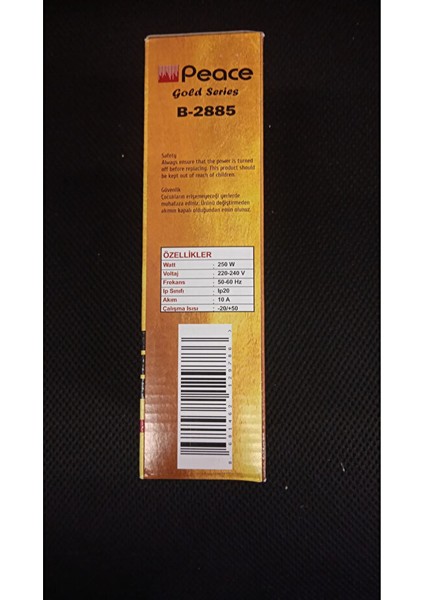 Peace
Gold Series
B-2885
Safety
Always ensure that the power is turned
off before replacing. This product should
be kept out of reach of children.
Güvenlik
Çocukların erişemeyeceği yerlerde
muhafaza ediniz. Ürünü değiştirmeden
akımın kapalı olduğundan emin olunuz.
ÖZELLİKLER
Watt : 250 W
Voltaj : 220-240 V
Frekans : 50-60 Hz
Ip Sınıfı : Ip20
Akım : 10 A
Çalışma Isısı : -20/+50